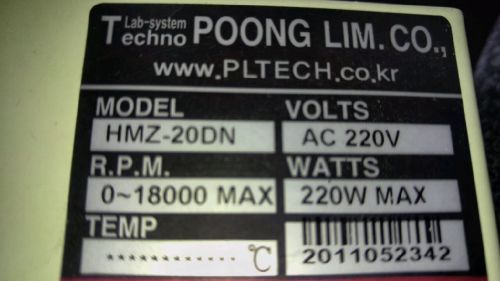 Lab-system
Techno POONG LIM. CO.,
www.PLTECH.co.kr
MODEL VOLTS
HMZ-20DN AC 220V
R.P.M. WATTS
0~18000 MAX 220W MAX
TEMP
············ ℃
2011052342